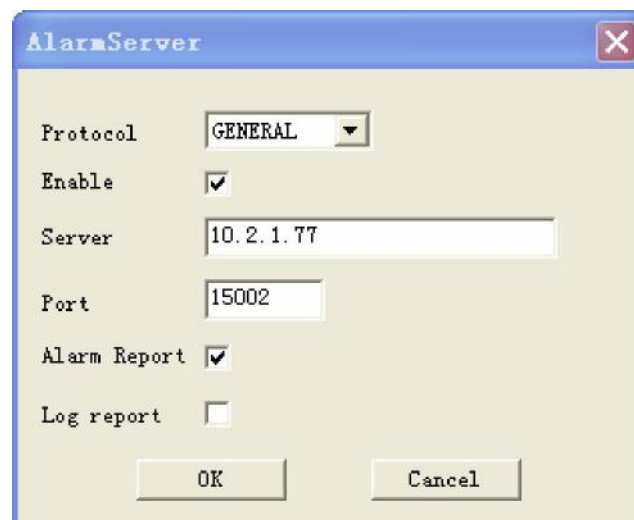 AlarmServer
Protocol GENERAL
Enable
Server 10.2.1.77
Port 15002
Alarm Report
Log report
OK Cancel